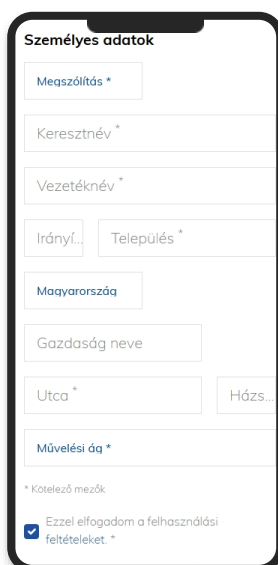 Személyes adatok
Megszólítás *
Keresztnév *
Vezetéknév *
Irányí... Település *
Magyarország
Gazdaság neve
Utca * Házs...
Művelési ág *
* Kötelező mezők
Ezzel elfogadom a felhasználási
feltételeket. *